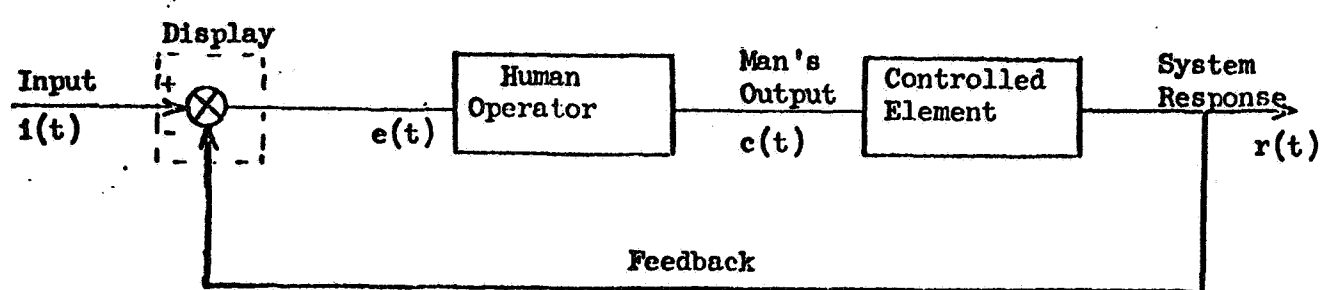 Display
Input
+
i(t)
-
e(t)
Human
Operator
Man's
Output
c(t)
Controlled
Element
System
Response
r(t)
Feedback